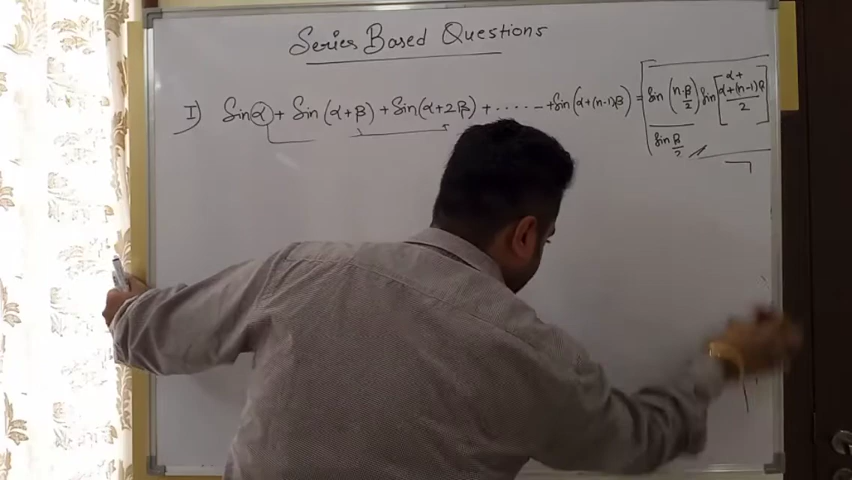 Series Based Questions
I) Sin α + Sin (α+β) + Sin(α+2β) + ...... + Sin(α+(n-1)β) = Sin (n·β/2) Sin [α+α+(n-1)β/2] / Sin β/2